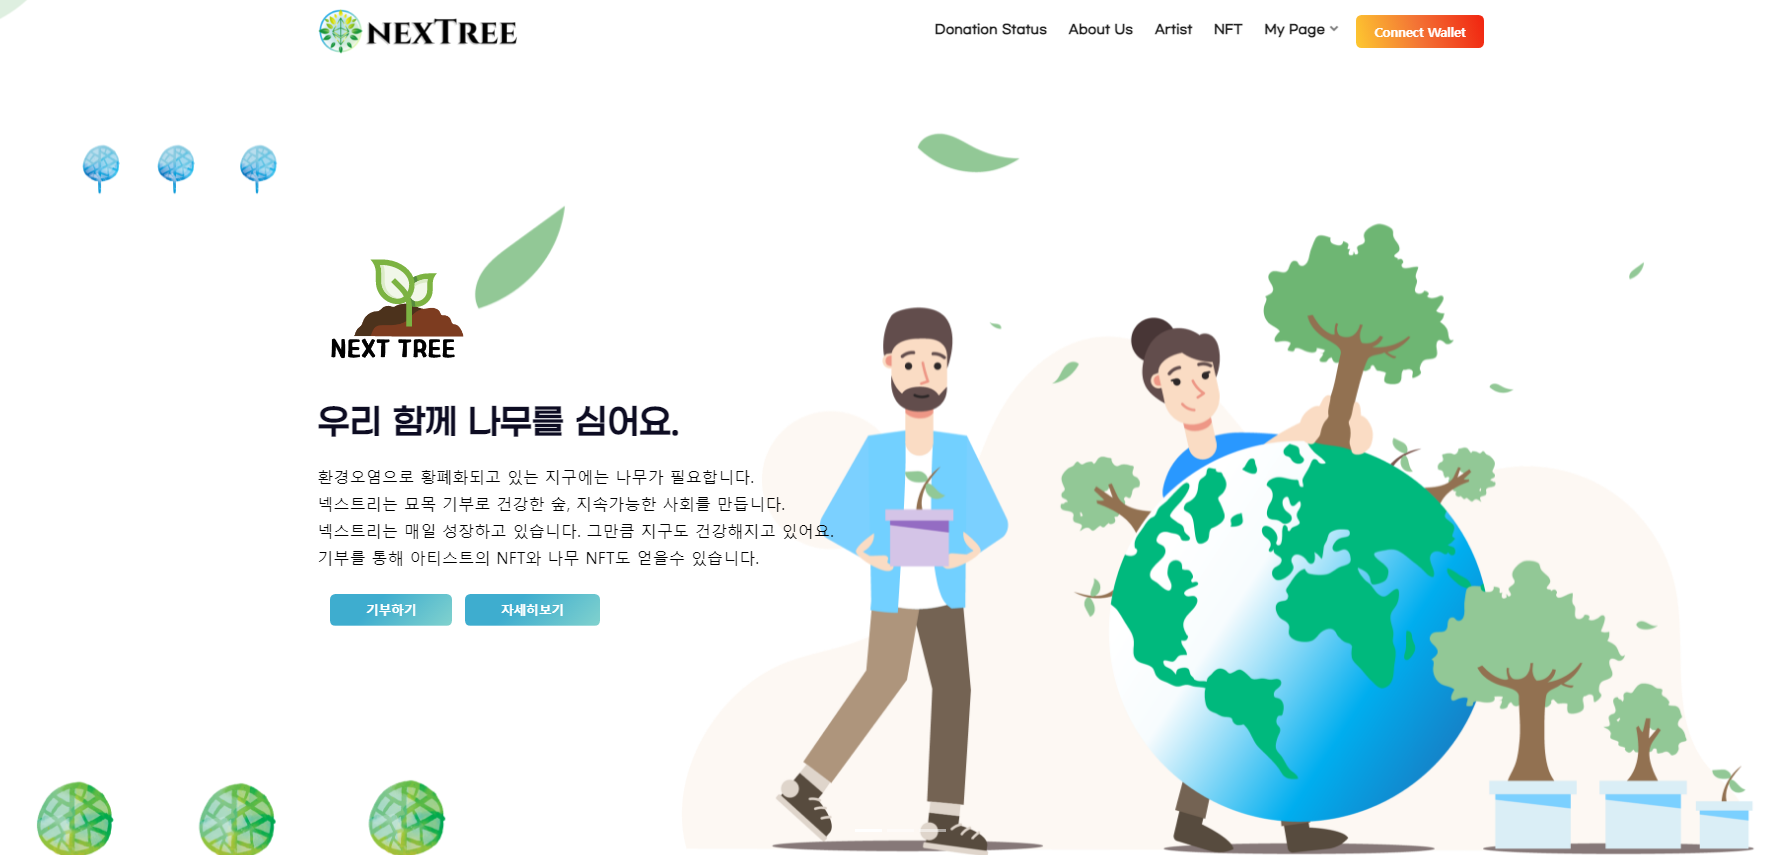 NEXTREE
Donation Status About Us Artist NFT My Page Connect Wallet
NEXT TREE
우리 함께 나무를 심어요.
환경오염으로 황폐화되고 있는 지구에는 나무가 필요합니다.
넥스트리는 묘목 기부로 건강한 숲, 지속가능한 사회를 만듭니다.
넥스트리는 매일 성장하고 있습니다. 그만큼 지구도 건강해지고 있어요.
기부를 통해 아티스트의 NFT와 나무 NFT도 얻을수 있습니다.
기부하기 자세히보기